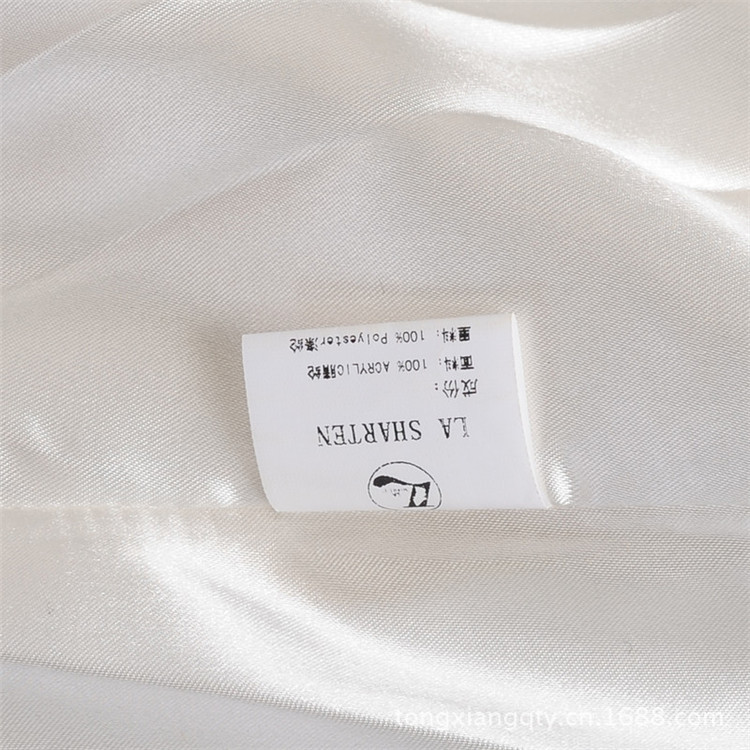 LA SHARTEN
成份:
面料: 100% ACRYLIC腈纶
里料: 100% Polyester涤纶
tongxiangqty.cn.1688.com